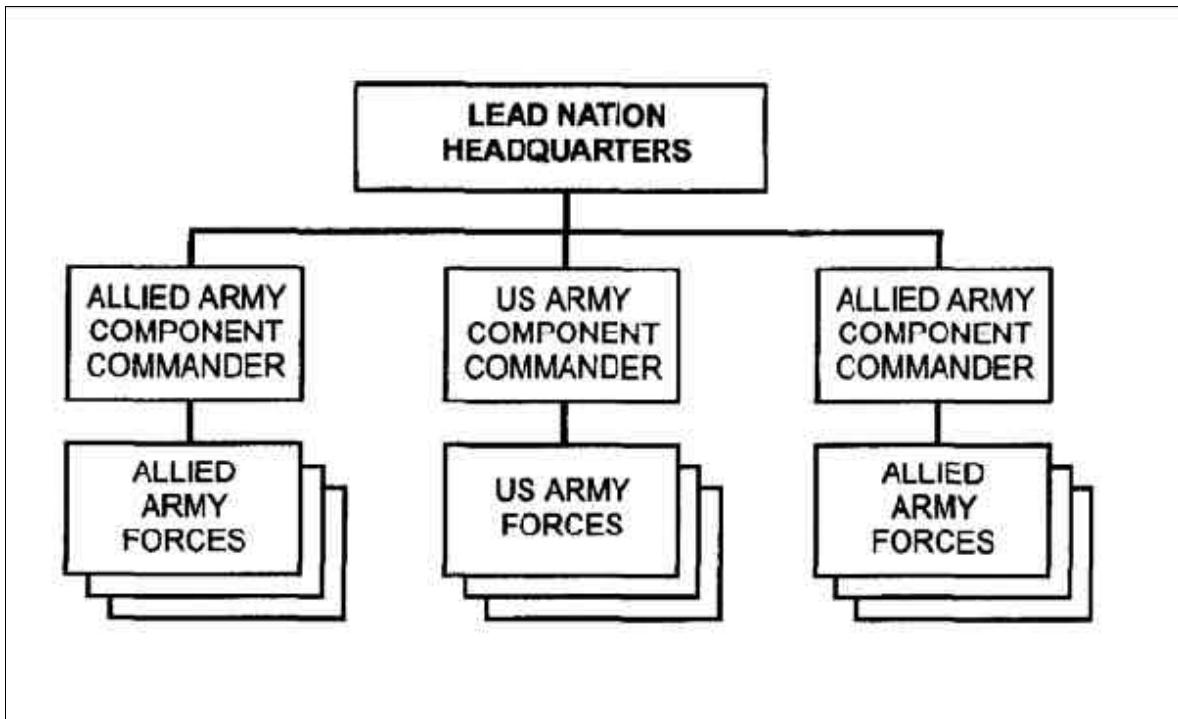 LEAD NATION
HEADQUARTERS
ALLIED ARMY
COMPONENT
COMMANDER
US ARMY
COMPONENT
COMMANDER
ALLIED ARMY
COMPONENT
COMMANDER
ALLIED
ARMY
FORCES
US ARMY
FORCES
ALLIED
ARMY
FORCES